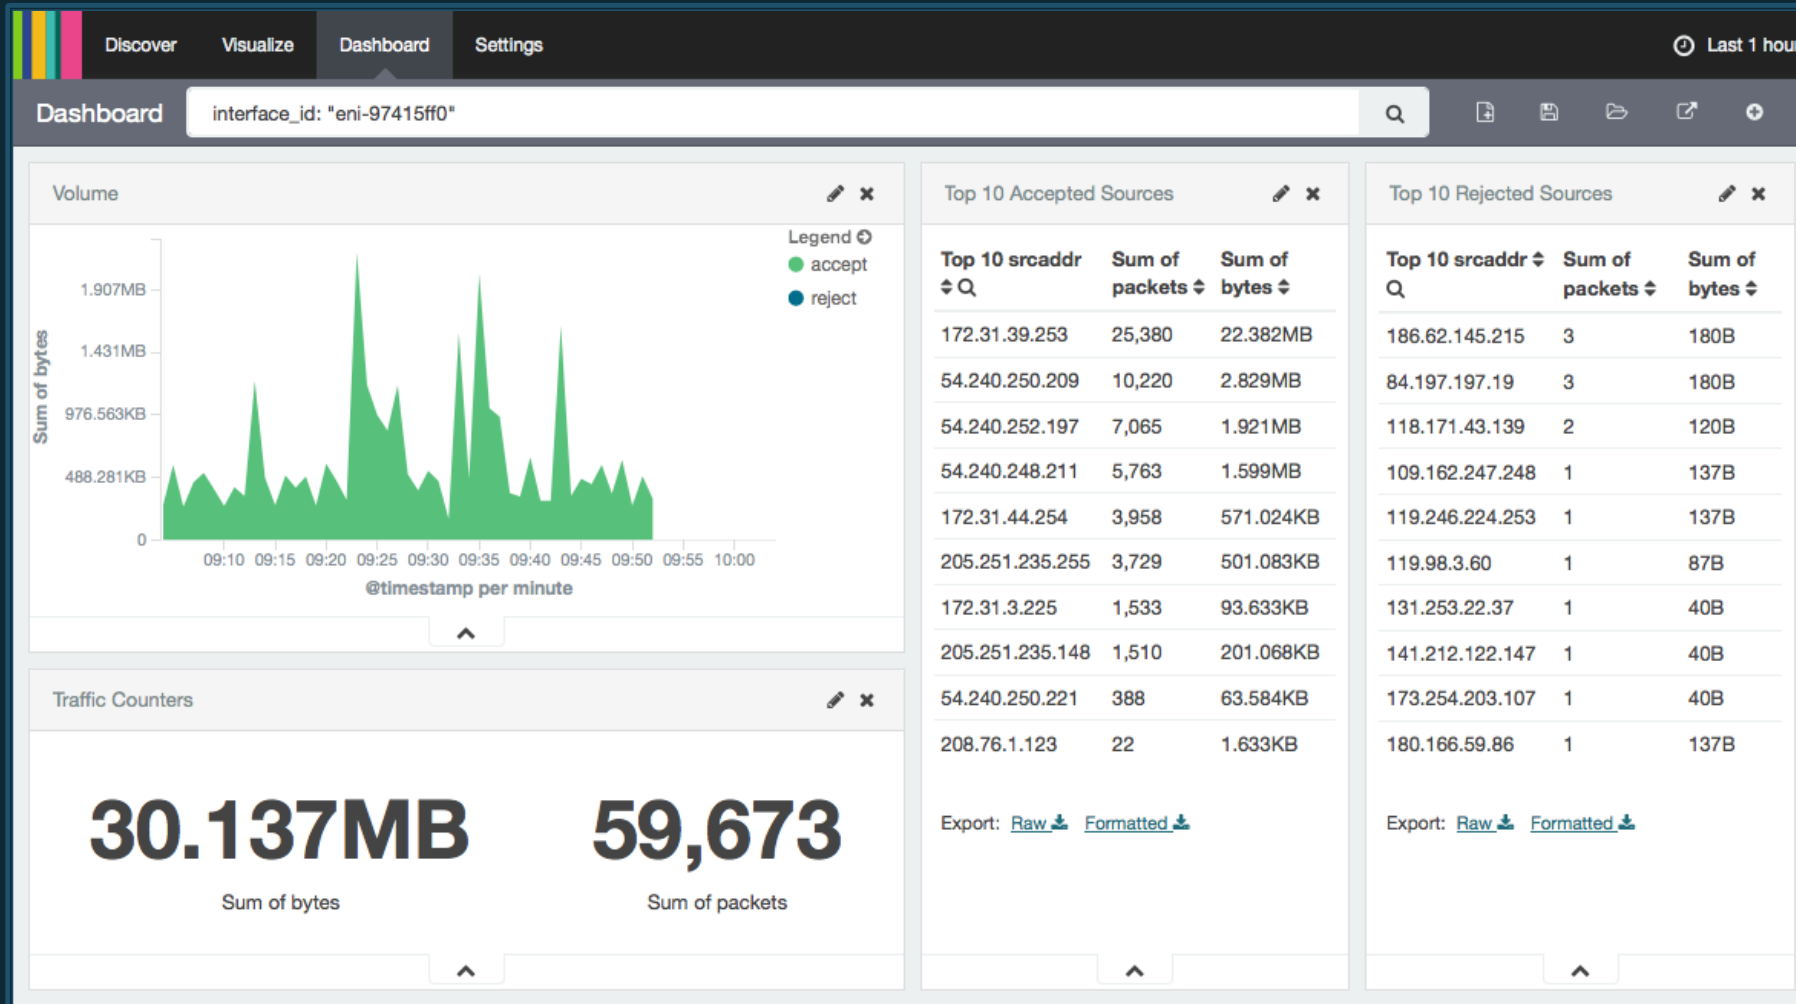 Discover Visualize Dashboard Settings Last 1 hour
Dashboard interface_id: "eni-97415ff0"
Volume
Legend
accept
reject
Sum of bytes
1.907MB
1.431MB
976.563KB
488.281KB
0
09:10 09:15 09:20 09:25 09:30 09:35 09:40 09:45 09:50 09:55 10:00
@timestamp per minute
Traffic Counters
30.137MB 59,673
Sum of bytes Sum of packets
Top 10 Accepted Sources
Top 10 srcaddr Sum of packets Sum of bytes
172.31.39.253 25,380 22.382MB
54.240.250.209 10,220 2.829MB
54.240.252.197 7,065 1.921MB
54.240.248.211 5,763 1.599MB
172.31.44.254 3,958 571.024KB
205.251.235.255 3,729 501.083KB
172.31.3.225 1,533 93.633KB
205.251.235.148 1,510 201.068KB
54.240.250.221 388 63.584KB
208.76.1.123 22 1.633KB
Export: Raw Formatted
Top 10 Rejected Sources
Top 10 srcaddr Sum of packets Sum of bytes
186.62.145.215 3 180B
84.197.197.19 3 180B
118.171.43.139 2 120B
109.162.247.248 1 137B
119.246.224.253 1 137B
119.98.3.60 1 87B
131.253.22.37 1 40B
141.212.122.147 1 40B
173.254.203.107 1 40B
180.166.59.86 1 137B
Export: Raw Formatted